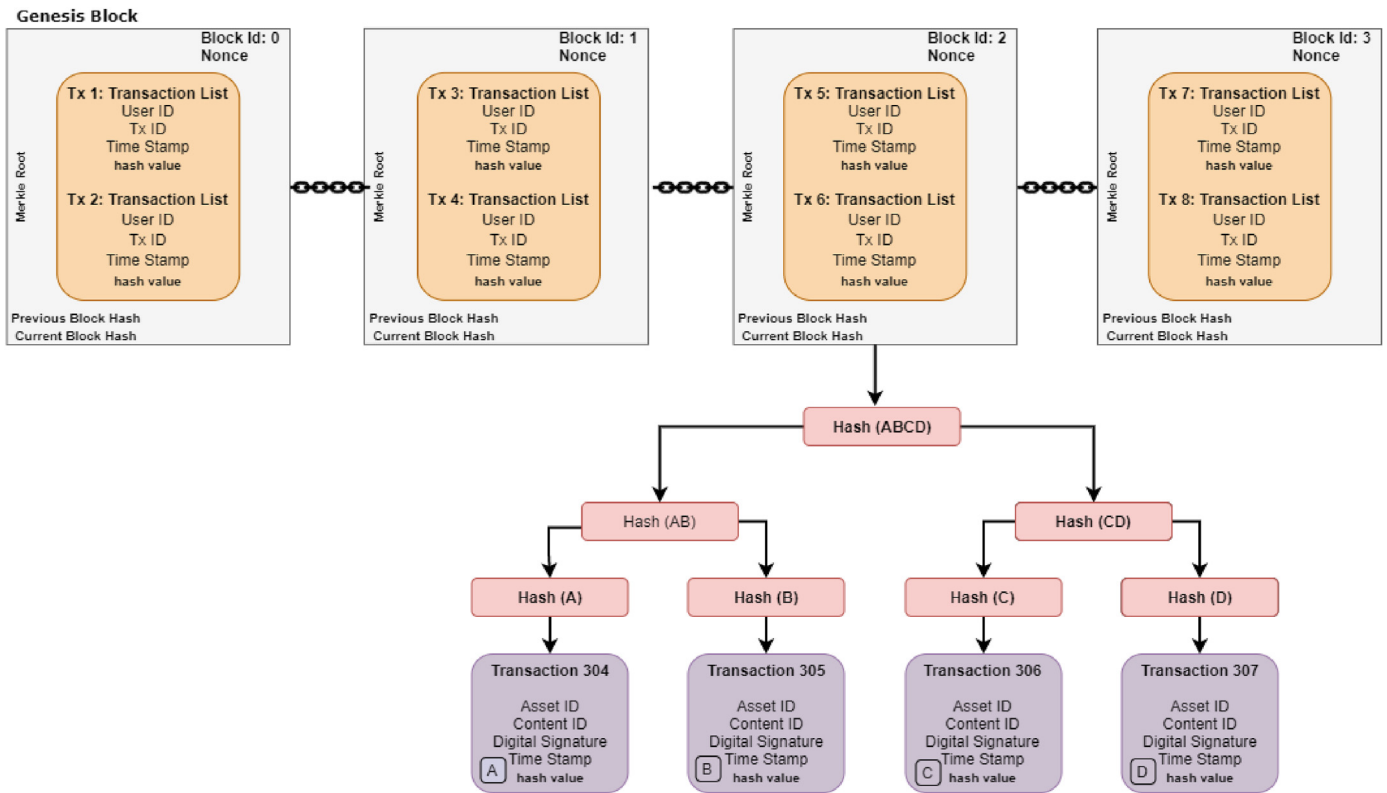 Genesis Block
Block Id: 0
Nonce
Tx 1: Transaction List
User ID
Tx ID
Time Stamp
hash value
Tx 2: Transaction List
User ID
Tx ID
Time Stamp
hash value
Merkle Root
Previous Block Hash
Current Block Hash
Block Id: 1
Nonce
Tx 3: Transaction List
User ID
Tx ID
Time Stamp
hash value
Tx 4: Transaction List
User ID
Tx ID
Time Stamp
hash value
Merkle Root
Previous Block Hash
Current Block Hash
Block Id: 2
Nonce
Tx 5: Transaction List
User ID
Tx ID
Time Stamp
hash value
Tx 6: Transaction List
User ID
Tx ID
Time Stamp
hash value
Merkle Root
Previous Block Hash
Current Block Hash
Block Id: 3
Nonce
Tx 7: Transaction List
User ID
Tx ID
Time Stamp
hash value
Tx 8: Transaction List
User ID
Tx ID
Time Stamp
hash value
Merkle Root
Previous Block Hash
Current Block Hash
Hash (ABCD)
Hash (AB)
Hash (CD)
Hash (A)
Hash (B)
Hash (C)
Hash (D)
Transaction 304
Asset ID
Content ID
Digital Signature
Time Stamp
hash value
A
Transaction 305
Asset ID
Content ID
Digital Signature
Time Stamp
hash value
B
Transaction 306
Asset ID
Content ID
Digital Signature
Time Stamp
hash value
C
Transaction 307
Asset ID
Content ID
Digital Signature
Time Stamp
hash value
D